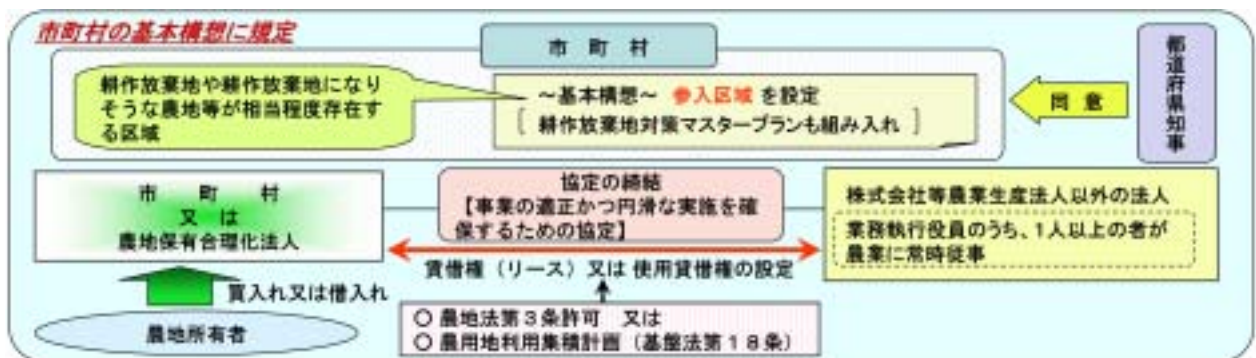 市町村の基本構想に規定
市 町 村
耕作放棄地や耕作放棄地になり
そうな農地等が相当程度存在す
る区域
～基本構想～ 参入区域 を設定
[ 耕作放棄地対策マスタープランも組み入れ ]
同 意
都道府県知事
市 町 村
又 は
農地保有合理化法人
協定の締結
【事業の適正かつ円滑な実施を確
保するための協定】
株式会社等農業生産法人以外の法人
業務執行役員のうち、1人以上の者が
農業に常時従事
賃借権（リース）又は 使用貸借権の設定
買入れ又は借入れ
農地所有者
○ 農地法第３条許可 又は
○ 農用地利用集積計画（基盤法第１８条）